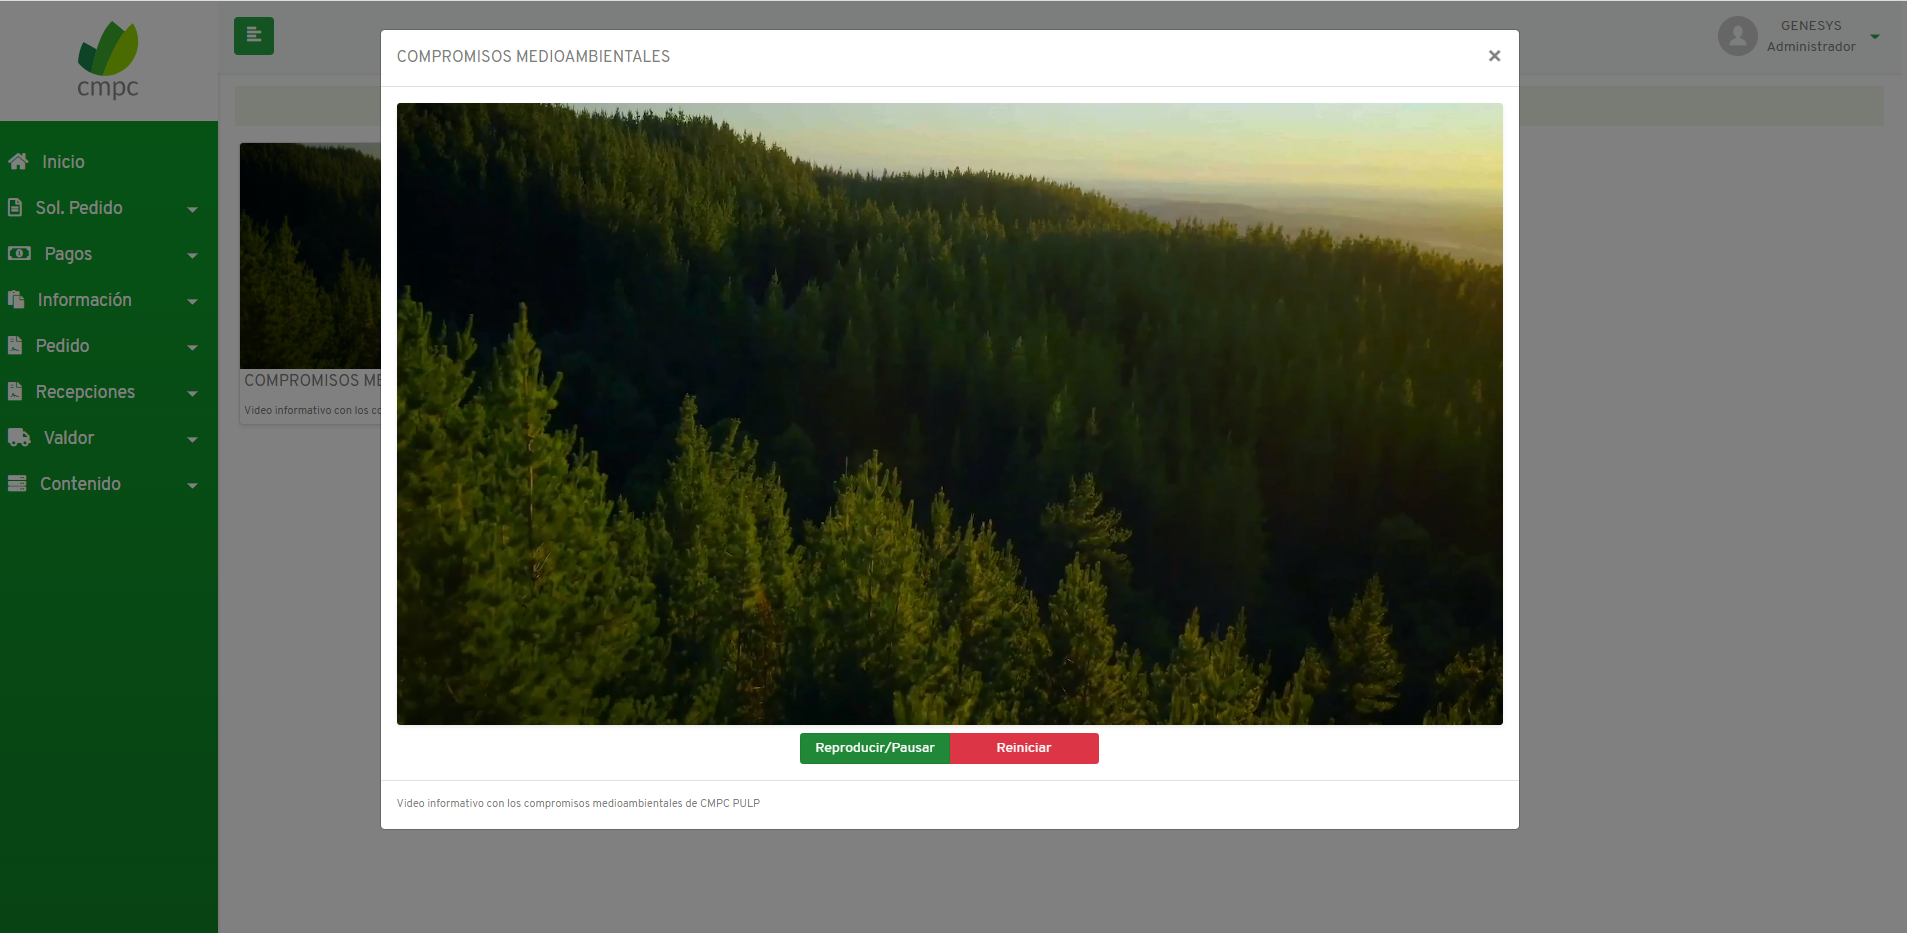 cmpc
Inicio
Sol. Pedido
Pagos
Información
Pedido
Recepciones
Valdor
Contenido
GENESYS
Administrador
COMPROMISOS ME
Video informativo con los co
COMPROMISOS MEDIOAMBIENTALES
×
Reproducir/Pausar
Reiniciar
Video informativo con los compromisos medioambientales de CMPC PULP